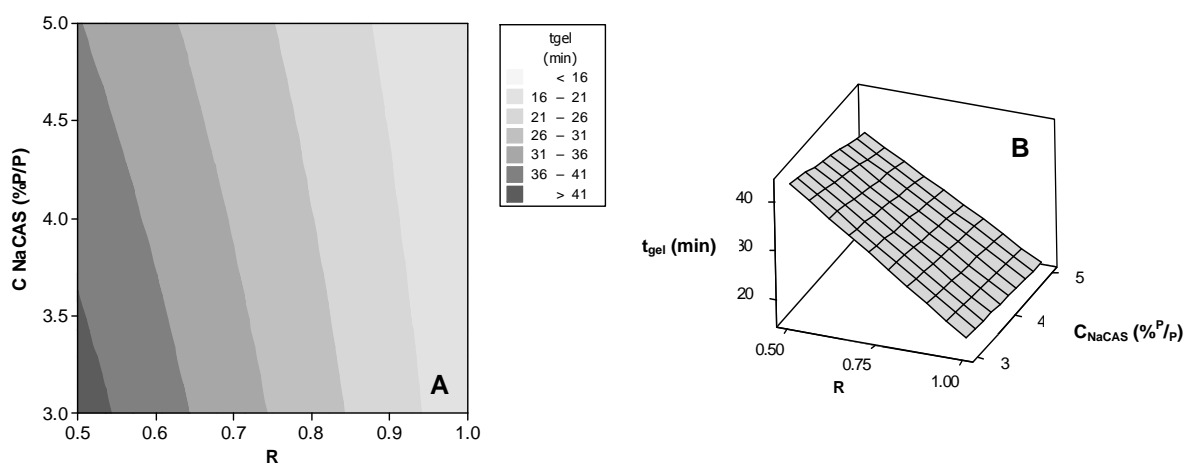 5.0
4.5
4.0
3.5
3.0
C NaCAS (%P/P)
0.5 0.6 0.7 0.8 0.9 1.0
R
A
tgel
(min)
< 16
16 – 21
21 – 26
26 – 31
31 – 36
36 – 41
> 41
B
40
30
20
tgel (min)
0.50
0.75
1.00
R
5
4
3
CNaCAS (%P/P)